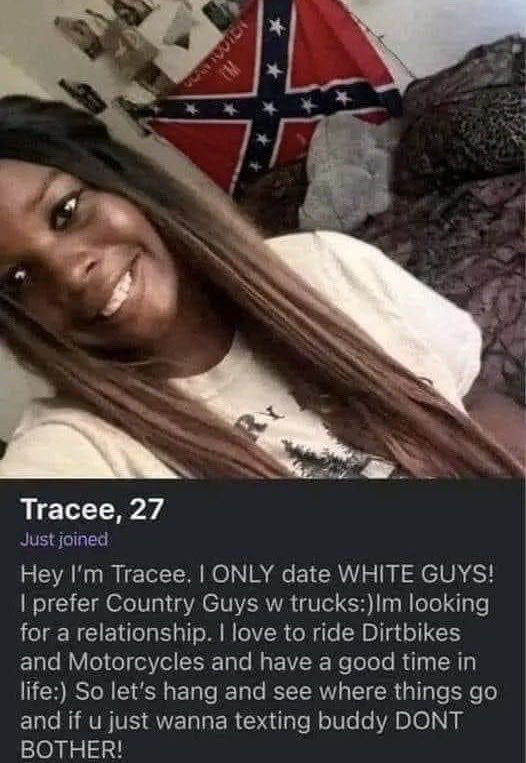 RY
Tracee, 27
Just joined
Hey I'm Tracee. I ONLY date WHITE GUYS!
I prefer Country Guys w trucks:)Im looking
for a relationship. I love to ride Dirtbikes
and Motorcycles and have a good time in
life:) So let's hang and see where things go
and if u just wanna texting buddy DONT
BOTHER!